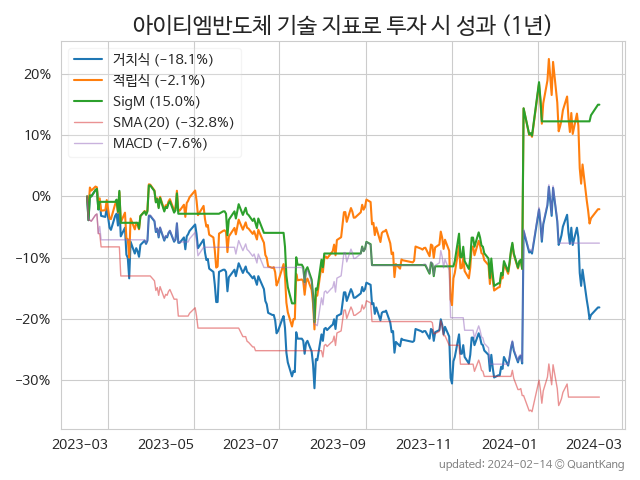 아이티엠반도체 기술 지표로 투자 시 성과 (1년)
거치식 (−18.1%)
적립식 (−2.1%)
SigM (15.0%)
SMA(20) (−32.8%)
MACD (−7.6%)
20%
10%
0%
−10%
−20%
−30%
2023−03 2023−05 2023−07 2023−09 2023−11 2024−01 2024−03
updated: 2024−02−14 © QuantKang